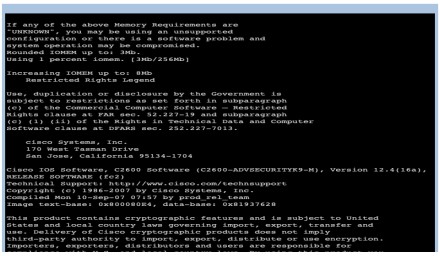 If any of the above Memory Requirements are
"UNKNOWN", you may be using an unsupported
configuration or there is a software problem and
system operation may be compromised.
Rounded IOMEM up to: 3Mb.
Using 1 percent iomem. [3Mb/256Mb]
Increasing IOMEM up to: 8Mb
Restricted Rights Legend
Use, duplication or disclosure by the Government is
subject to restrictions as set forth in subparagraph
(c) of the Commercial Computer Software - Restricted
Rights clause at FAR sec. 52.227-19 and subparagraph
(c) (1) (ii) of the Rights in Technical Data and Computer
Software clause at DFARS sec. 252.227-7013.
cisco Systems, Inc.
170 West Tasman Drive
San Jose, California 95134-1706
Cisco IOS Software, C2600 Software (C2600-ADVSECURITYK9-M), Version 12.4(16a),
RELEASE SOFTWARE (fc2)
Technical Support: http://www.cisco.com/techsupport
Copyright (c) 1986-2007 by Cisco Systems, Inc.
Compiled Mon 10-Sep-07 07:57 by prod_rel_team
Image text-base: 0x800080E4, data-base: 0x81937628
This product contains cryptographic features and is subject to United
States and local country laws governing import, export, transfer and
use. Delivery of Cisco cryptographic products does not imply
third-party authority to import, export, distribute or use encryption.
Importers, exporters, distributors and users are responsible for